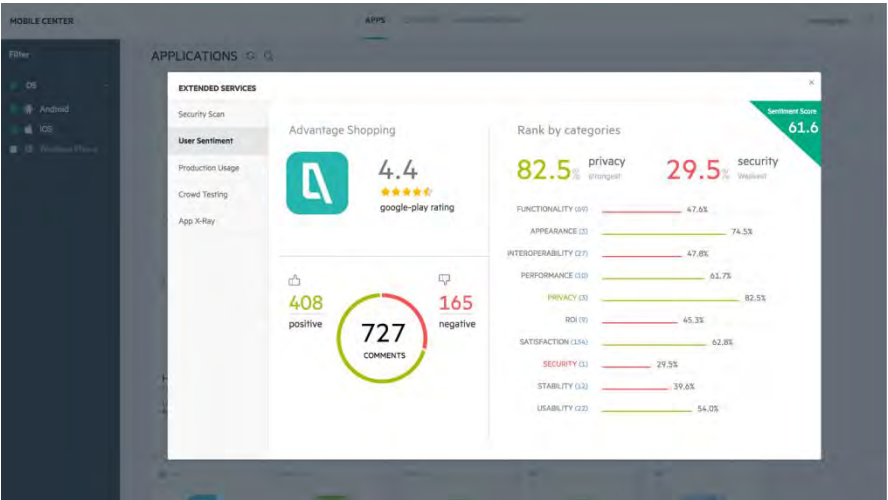 MOBILE CENTER
APPS
Filter
APPLICATIONS
OS
Android
iOS
Windows Phone
EXTENDED SERVICES
×
Security Scan
User Sentiment
Production Usage
Crowd Testing
App X-Ray
Advantage Shopping
4.4
google-play rating
408
positive
727
COMMENTS
165
negative
Sentiment Score
61.6
Rank by categories
82.5% privacy
strongest
29.5% security
Weakest
FUNCTIONALITY (69) 47.6%
APPEARANCE (3) 74.5%
INTEROPERABILITY (27) 47.8%
PERFORMANCE (10) 61.7%
PRIVACY (3) 82.5%
ROI (9) 45.3%
SATISFACTION (154) 62.8%
SECURITY (1) 29.5%
STABILITY (12) 39.6%
USABILITY (22) 54.0%